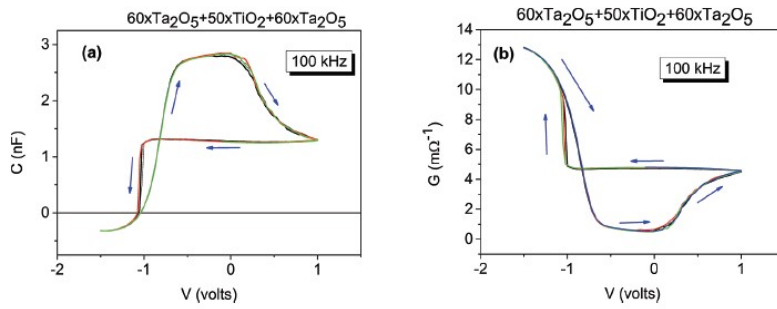 60xTa₂O₅+50xTiO₂+60xTa₂O₅
(a)
100 kHz
C (nF)
3
2
1
0
-2
-1
0
1
V (volts)
60xTa₂O₅+50xTiO₂+60xTa₂O₅
(b)
100 kHz
G (mΩ⁻¹)
14
12
10
8
6
4
2
0
-2
-1
0
1
V (volts)